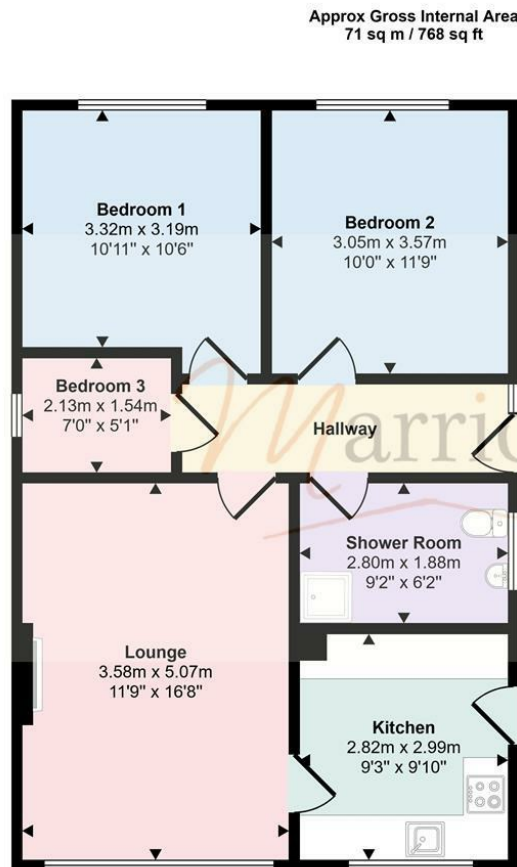 Approx Gross Internal Area
71 sq m / 768 sq ft
Bedroom 1
3.32m x 3.19m
10'11" x 10'6"
Bedroom 2
3.05m x 3.57m
10'0" x 11'9"
Bedroom 3
2.13m x 1.54m
7'0" x 5'1"
Hallway
Marrio
Shower Room
2.80m x 1.88m
9'2" x 6'2"
Lounge
3.58m x 5.07m
11'9" x 16'8"
Kitchen
2.82m x 2.99m
9'3" x 9'10"